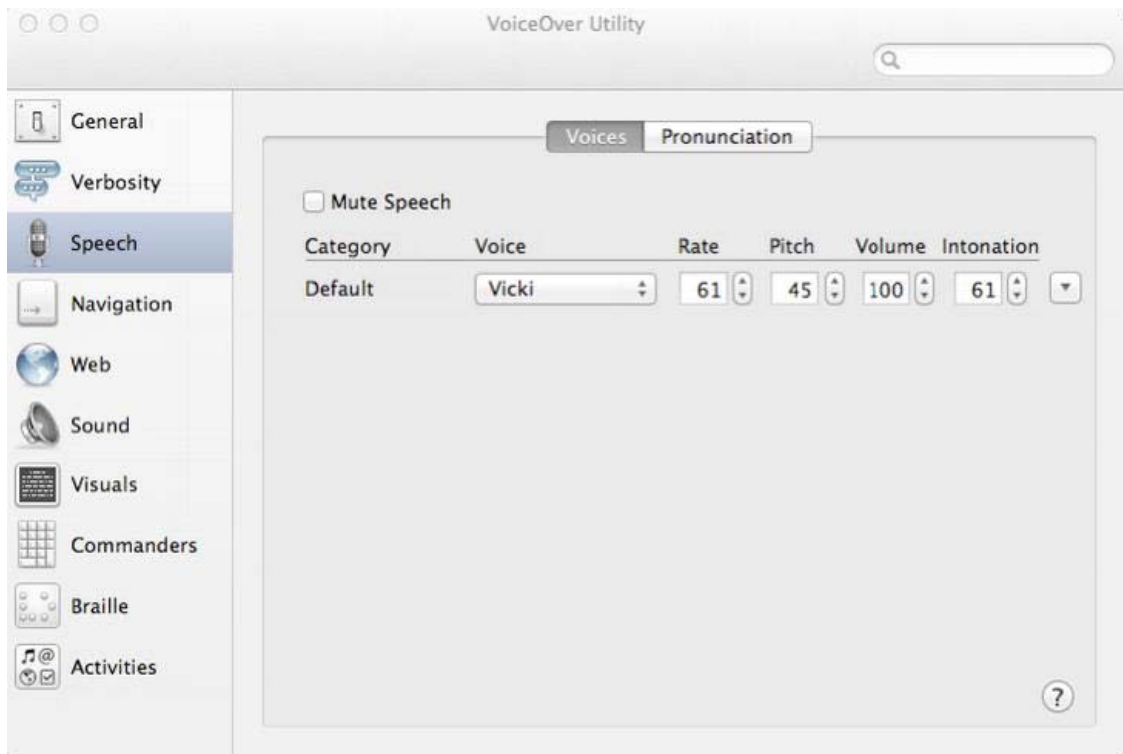 VoiceOver Utility
General
Verbosity
Speech
Navigation
Web
Sound
Visuals
Commanders
Braille
Activities
Voices Pronunciation
Mute Speech
Category Voice Rate Pitch Volume Intonation
Default Vicki 61 45 100 61
?